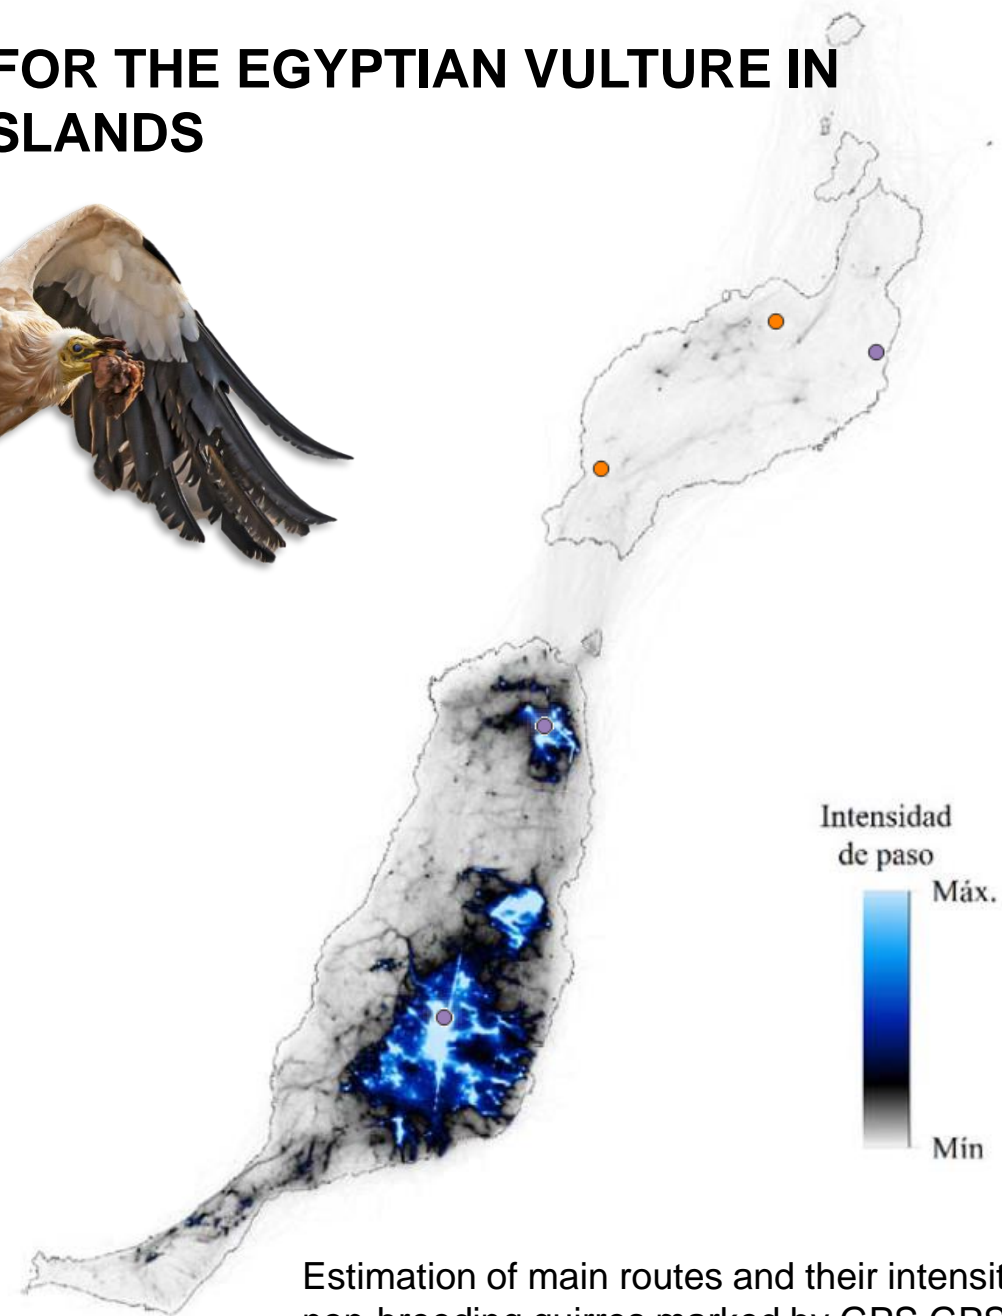 FOR THE EGYPTIAN VULTURE IN
SLANDS
Intensidad
de paso
Máx.
Mín
Estimation of main routes and their intensit